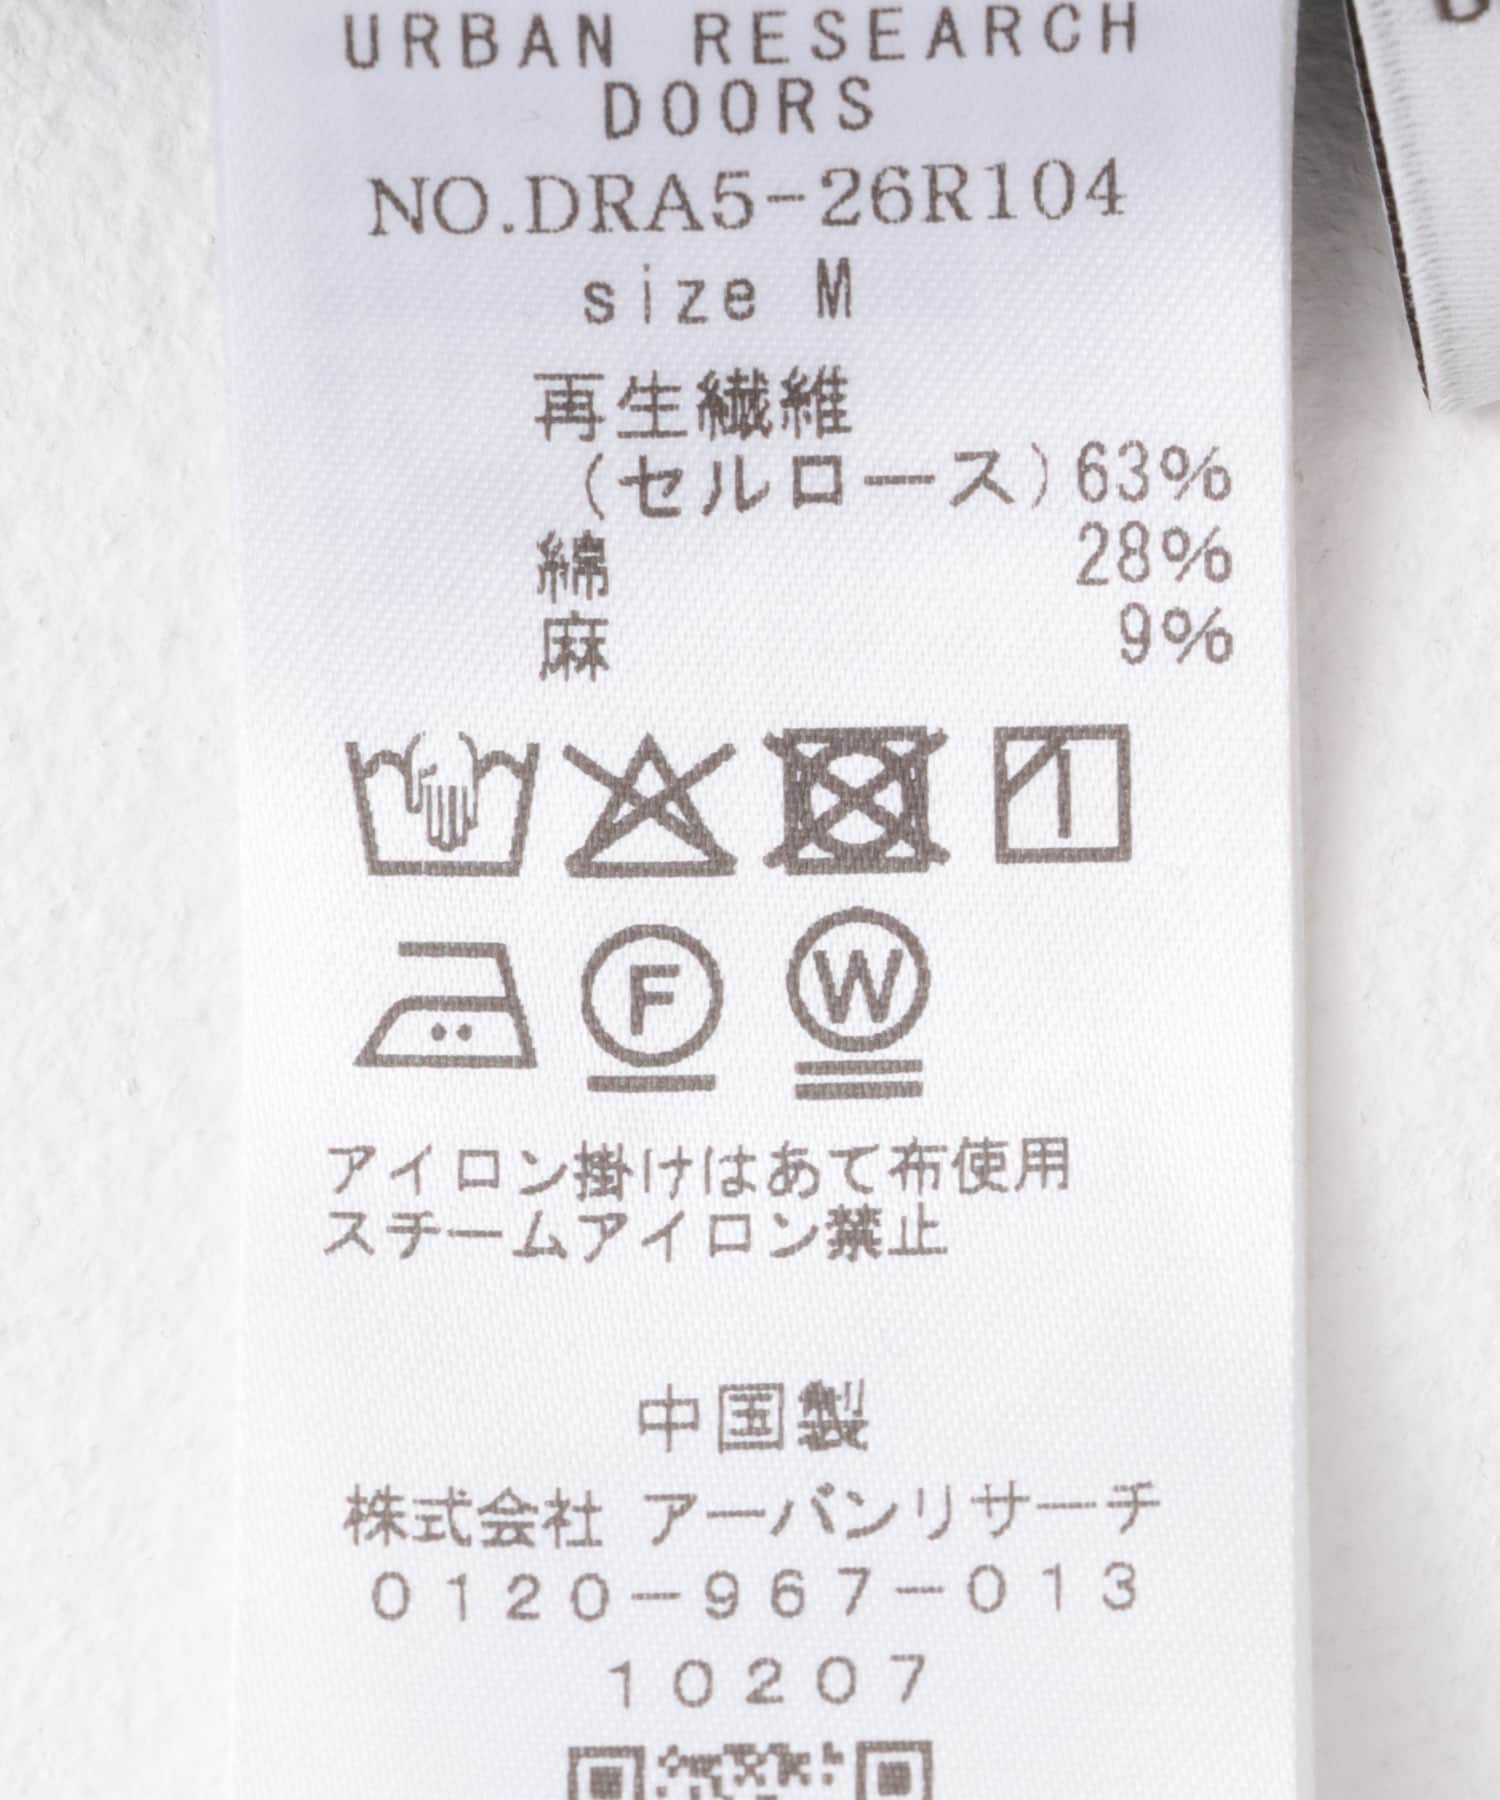 URBAN RESEARCH
DOORS
NO.DRA5-26R104
size M
再生繊維
(セルロース)63%
綿 28%
麻 9%
F W
アイロン掛けはあて布使用
スチームアイロン禁止
中国製
株式会社 アーバンリサーチ
0120-967-013
10207